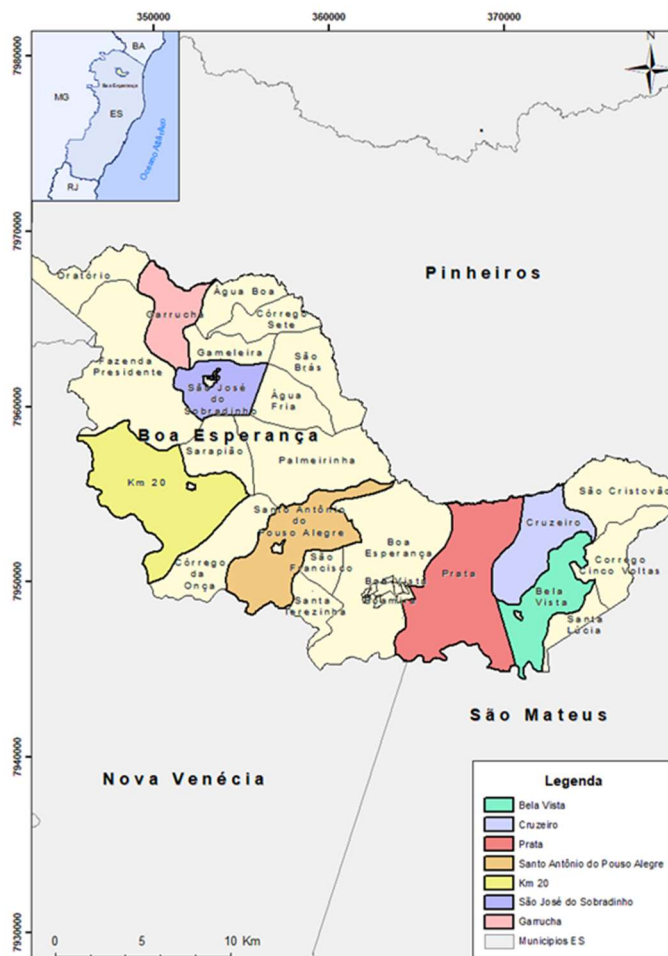 350000
360000
370000
7980000
7970000
7960000
7950000
7940000
7930000
N
BA
MG
Boa Esperança
ES
Oceano Atlântico
RJ
Pinheiros
Oratório
Garrucha
Água Boa
Córrego
Sete
Fazenda
Presidente
Gameleira
São
Brás
São José
do
Sobradinho
Água
Fria
Boa Esperança
Sarapião
Palmeirinha
Km 20
São Cristovão
Santo Antônio
do
Pouso Alegre
Cruzeiro
Boa
Esperança
São
Francisco
Corrego
Cinco Voltas
Córrego
da
Onça
Prata
Bela
Vista
Santa
Terezinha
Santa
Lúcia
São Mateus
Nova Venécia
Legenda
Bela Vista
Cruzeiro
Prata
Santo Antônio do Pouso Alegre
Km 20
São José do Sobradinho
Garrucha
Municipios ES
0 5 10 Km